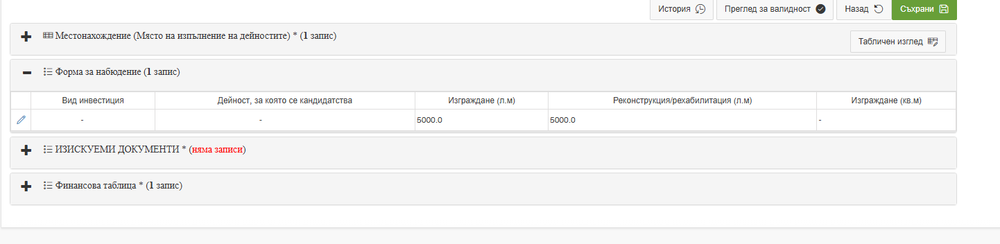 История Преглед за валидност Назад Съхрани
Местонахождение (Място на изпълнение на дейностите) * (1 запис)
Табличен изглед
Форма за набюдение (1 запис)
Вид инвестиция Дейност, за която се кандидатства Изграждане (л.м) Реконструкция/рехабилитация (л.м) Изграждане (кв.м)
- - 5000.0 5000.0 -
ИЗИСКУЕМИ ДОКУМЕНТИ * (няма записи)
Финансова таблица * (1 запис)